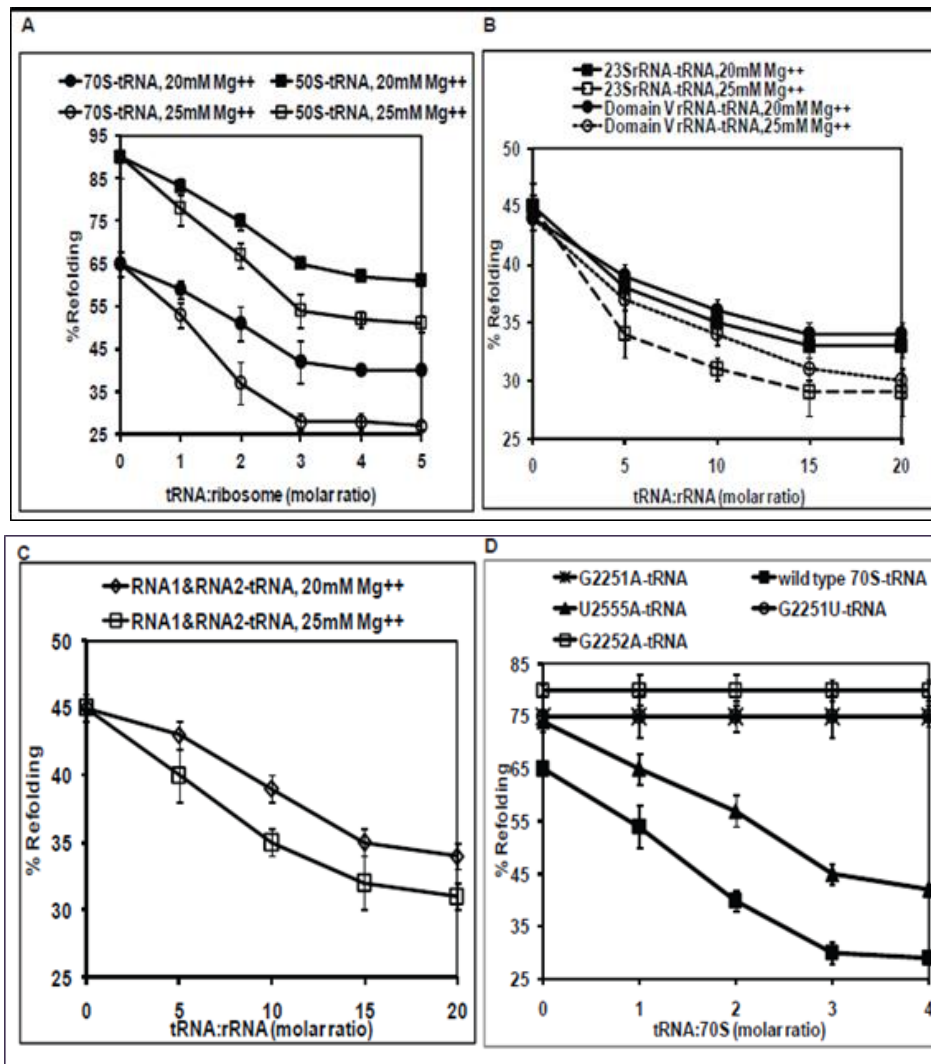 A
70S-tRNA, 20mM Mg++ 50S-tRNA, 20mM Mg++
70S-tRNA, 25mM Mg++ 50S-tRNA, 25mM Mg++
95
85
75
65
55
45
35
25
% Refolding
0 1 2 3 4 5
tRNA:ribosome (molar ratio)
B
23SrRNA-tRNA,20mM Mg++
23SrRNA-tRNA,25mM Mg++
Domain V rRNA-tRNA,20mM Mg++
Domain V rRNA-tRNA,25mM Mg++
50
45
40
35
30
25
% Refolding
0 5 10 15 20
tRNA:rRNA (molar ratio)
C
RNA1&RNA2-tRNA, 20mM Mg++
RNA1&RNA2-tRNA, 25mM Mg++
50
45
40
35
30
25
% Refolding
0 5 10 15 20
tRNA:rRNA (molar ratio)
D
G2251A-tRNA wild type 70S-tRNA
U2555A-tRNA G2251U-tRNA
G2252A-tRNA
85
75
65
55
45
35
25
% Refolding
0 1 2 3 4
tRNA:70S (molar ratio)